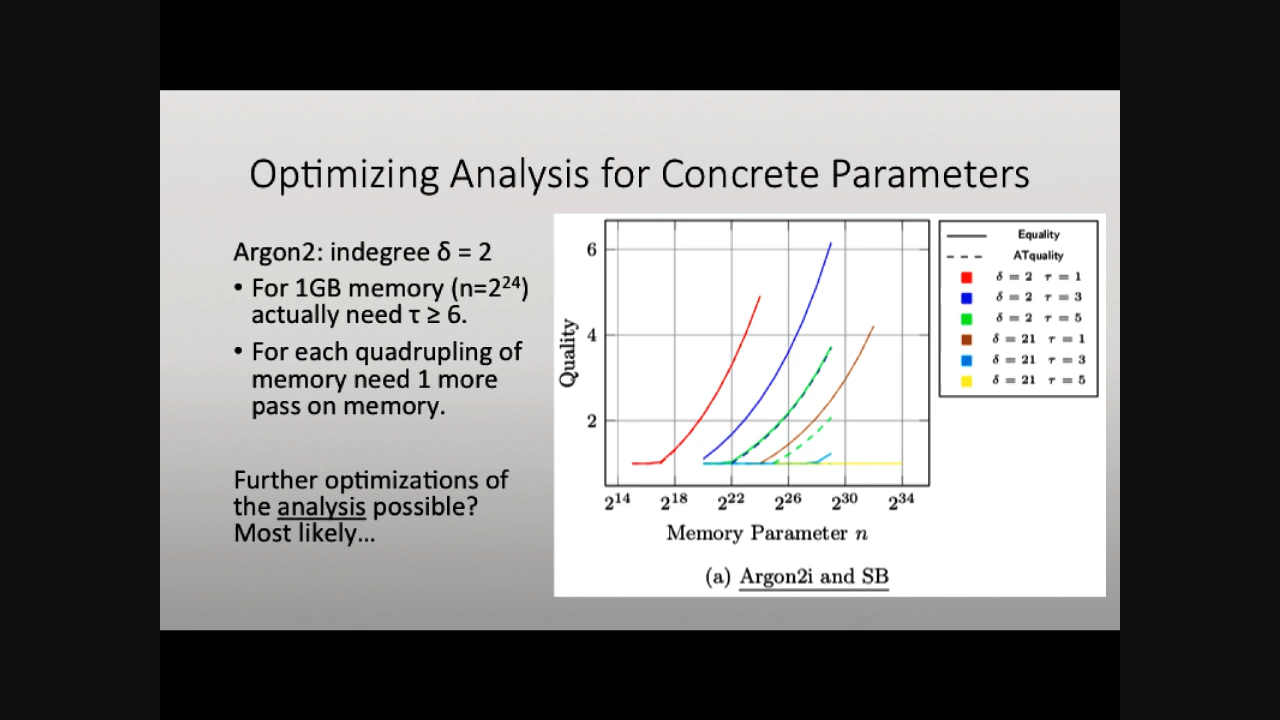 Optimizing Analysis for Concrete Parameters
Argon2: indegree δ = 2
• For 1GB memory (n=2²⁴)
actually need τ ≥ 6.
• For each quadrupling of
memory need 1 more
pass on memory.
Further optimizations of
the analysis possible?
Most likely…
Quality
6
4
2
2¹⁴ 2¹⁸ 2²² 2²⁶ 2³⁰ 2³⁴
Memory Parameter n
(a) Argon2i and SB
Equality
ATquality
δ = 2 τ = 1
δ = 2 τ = 3
δ = 2 τ = 5
δ = 21 τ = 1
δ = 21 τ = 3
δ = 21 τ = 5